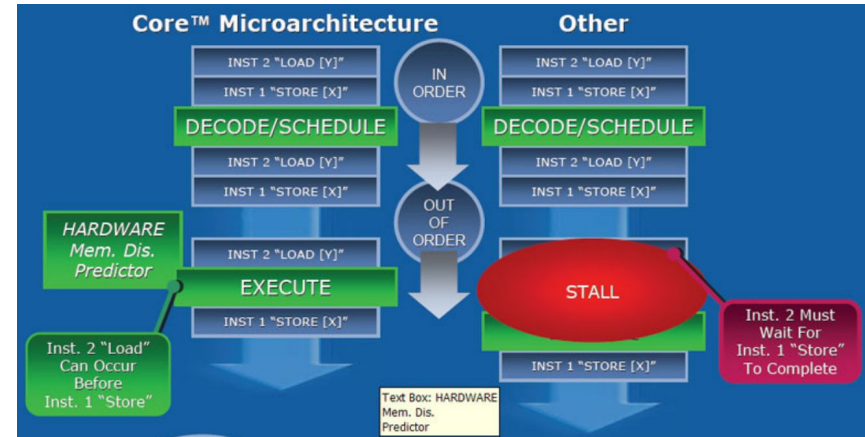 Core™ Microarchitecture
Other
INST 2 “LOAD [Y]”
INST 1 “STORE [X]”
DECODE/SCHEDULE
INST 2 “LOAD [Y]”
INST 1 “STORE [X]”
HARDWARE
Mem. Dis.
Predictor
INST 2 “LOAD [Y]”
EXECUTE
INST 1 “STORE [X]”
Inst. 2 “Load”
Can Occur
Before
Inst. 1 “Store”
IN
ORDER
OUT
OF
ORDER
INST 2 “LOAD [Y]”
INST 1 “STORE [X]”
DECODE/SCHEDULE
INST 2 “LOAD [Y]”
INST 1 “STORE [X]”
STALL
INST 1 “STORE [X]”
Inst. 2 Must
Wait For
Inst. 1 “Store”
To Complete
Text Box: HARDWARE
Mem. Dis.
Predictor